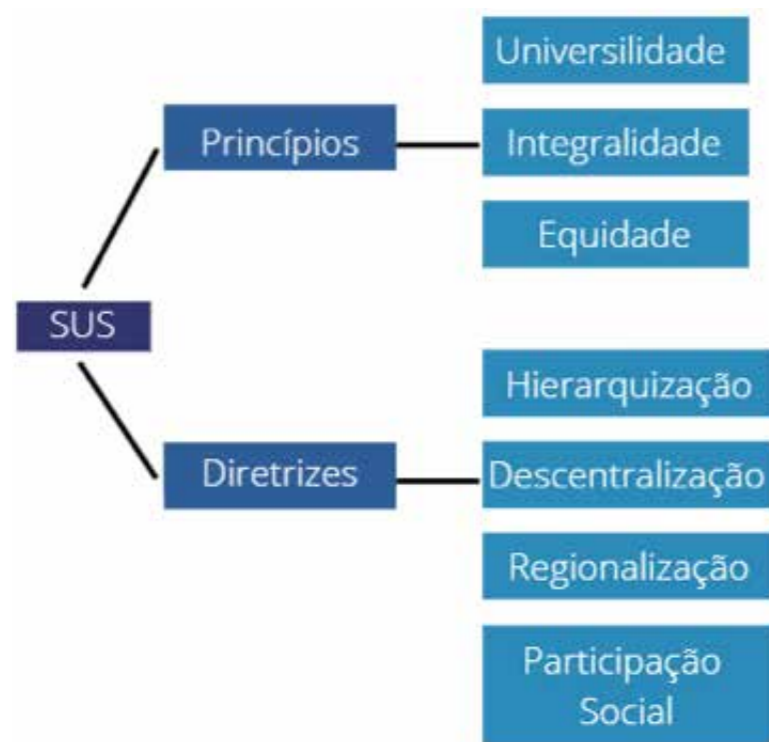 Universilidade
Princípios
Integralidade
Equidade
SUS
Hierarquização
Diretrizes
Descentralização
Regionalização
Participação
Social